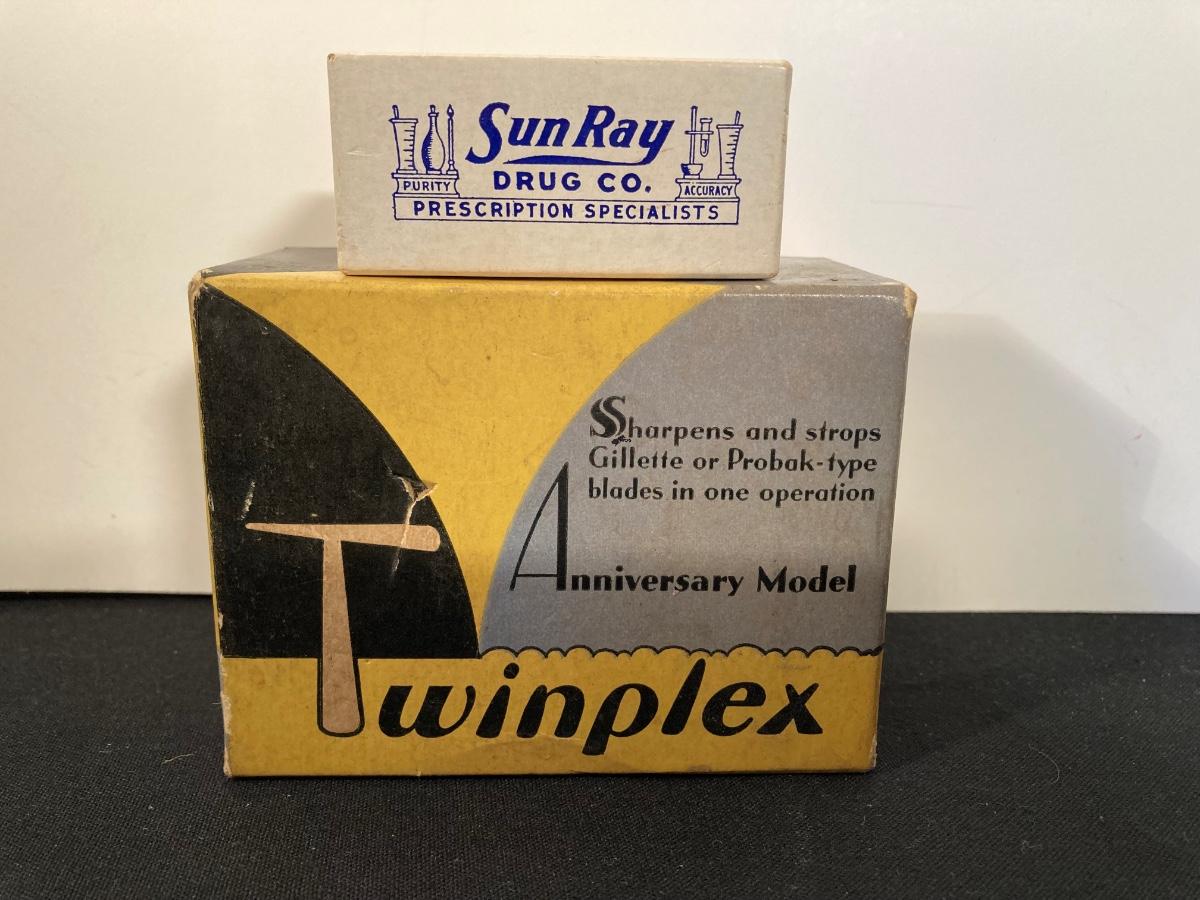 Sun Ray
DRUG CO.
PURITY
ACCURACY
PRESCRIPTION SPECIALISTS
Sharpens and strops
Gillette or Probak-type
blades in one operation
Anniversary Model
Twinplex